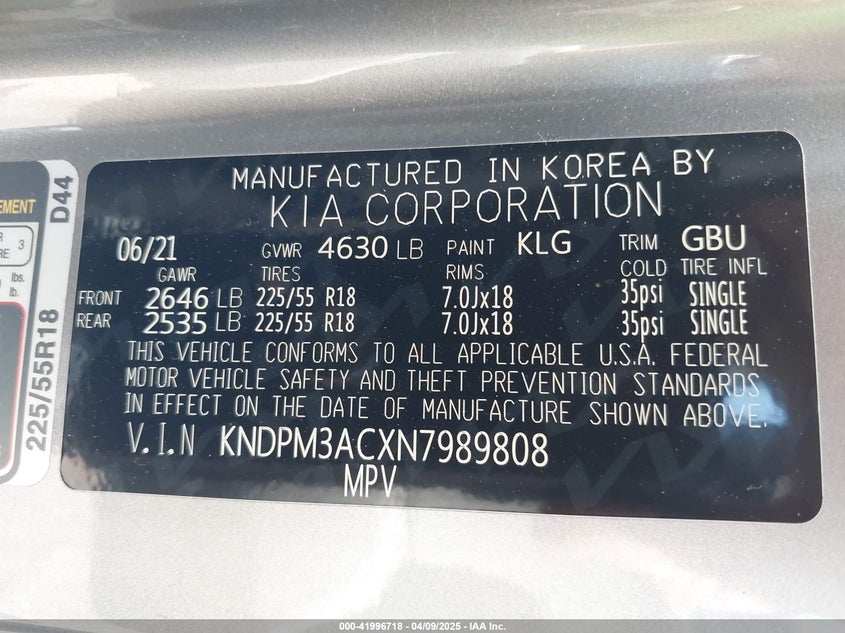 MANUFACTURED IN KOREA BY
KIA CORPORATION
06/21 GVWR 4630 LB PAINT KLG TRIM GBU
GAWR TIRES RIMS COLD TIRE INFL
FRONT 2646 LB 225/55 R18 7.0Jx18 35psi SINGLE
REAR 2535 LB 225/55 R18 7.0Jx18 35psi SINGLE
THIS VEHICLE CONFORMS TO ALL APPLICABLE U.S.A. FEDERAL
MOTOR VEHICLE SAFETY AND THEFT PREVENTION STANDARDS
IN EFFECT ON THE DATE OF MANUFACTURE SHOWN ABOVE.
V.I.N KNDPM3ACXN7989808
MPV
D44
225/55R18
3
lbs.
lb.
000-41996718 - 04/09/2025 - IAA Inc.